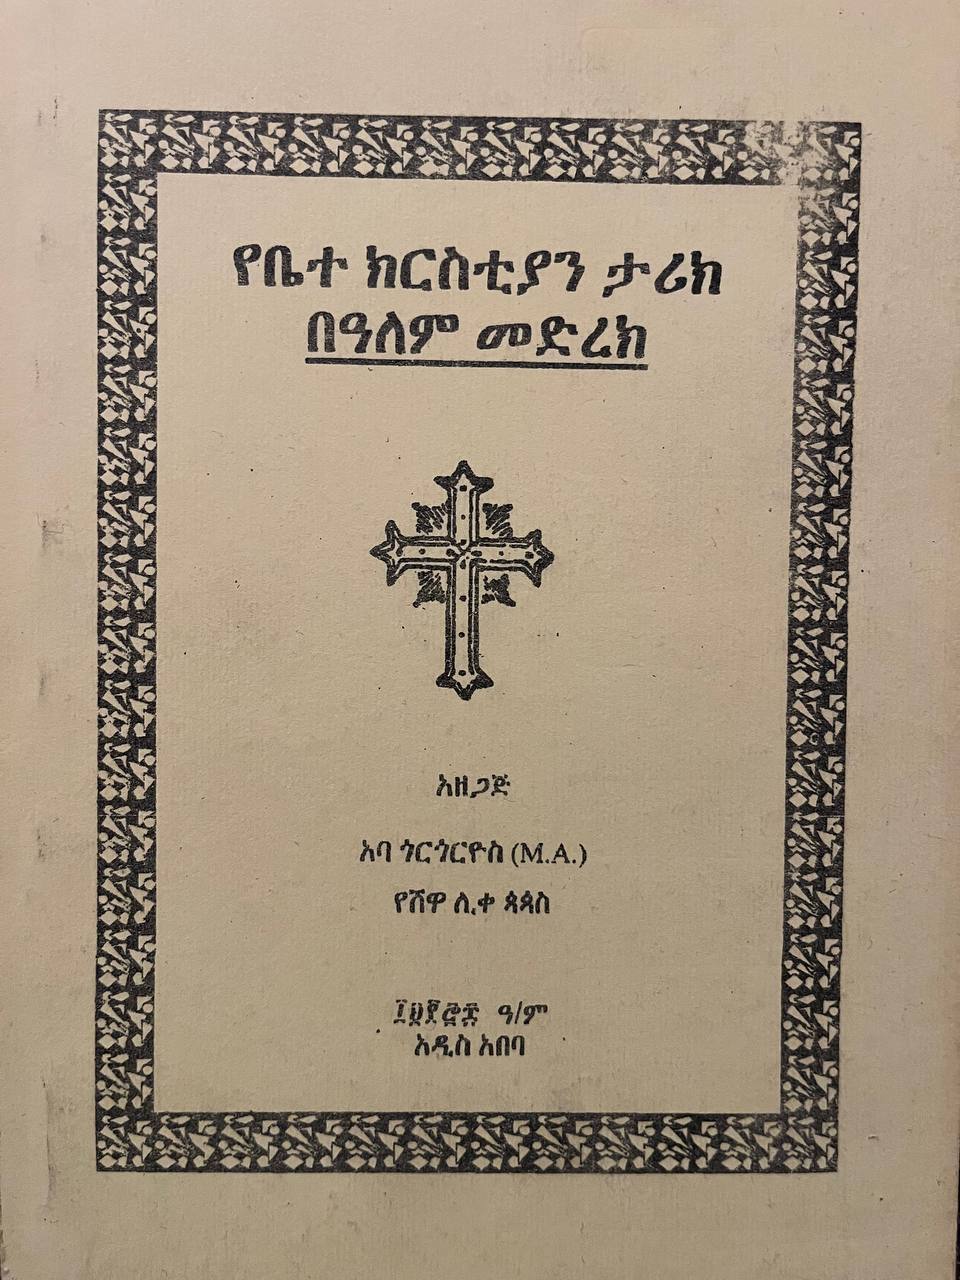 የቤተ ክርስቲያን ታሪክ
በዓለም መድረክ
አዘጋጅ
አባ ጎርጎርዮስ (M.A.)
የሸዋ ሊቀ ጳጳስ
፲፱፻፸፰ ዓ/ም
አዲስ አበባ